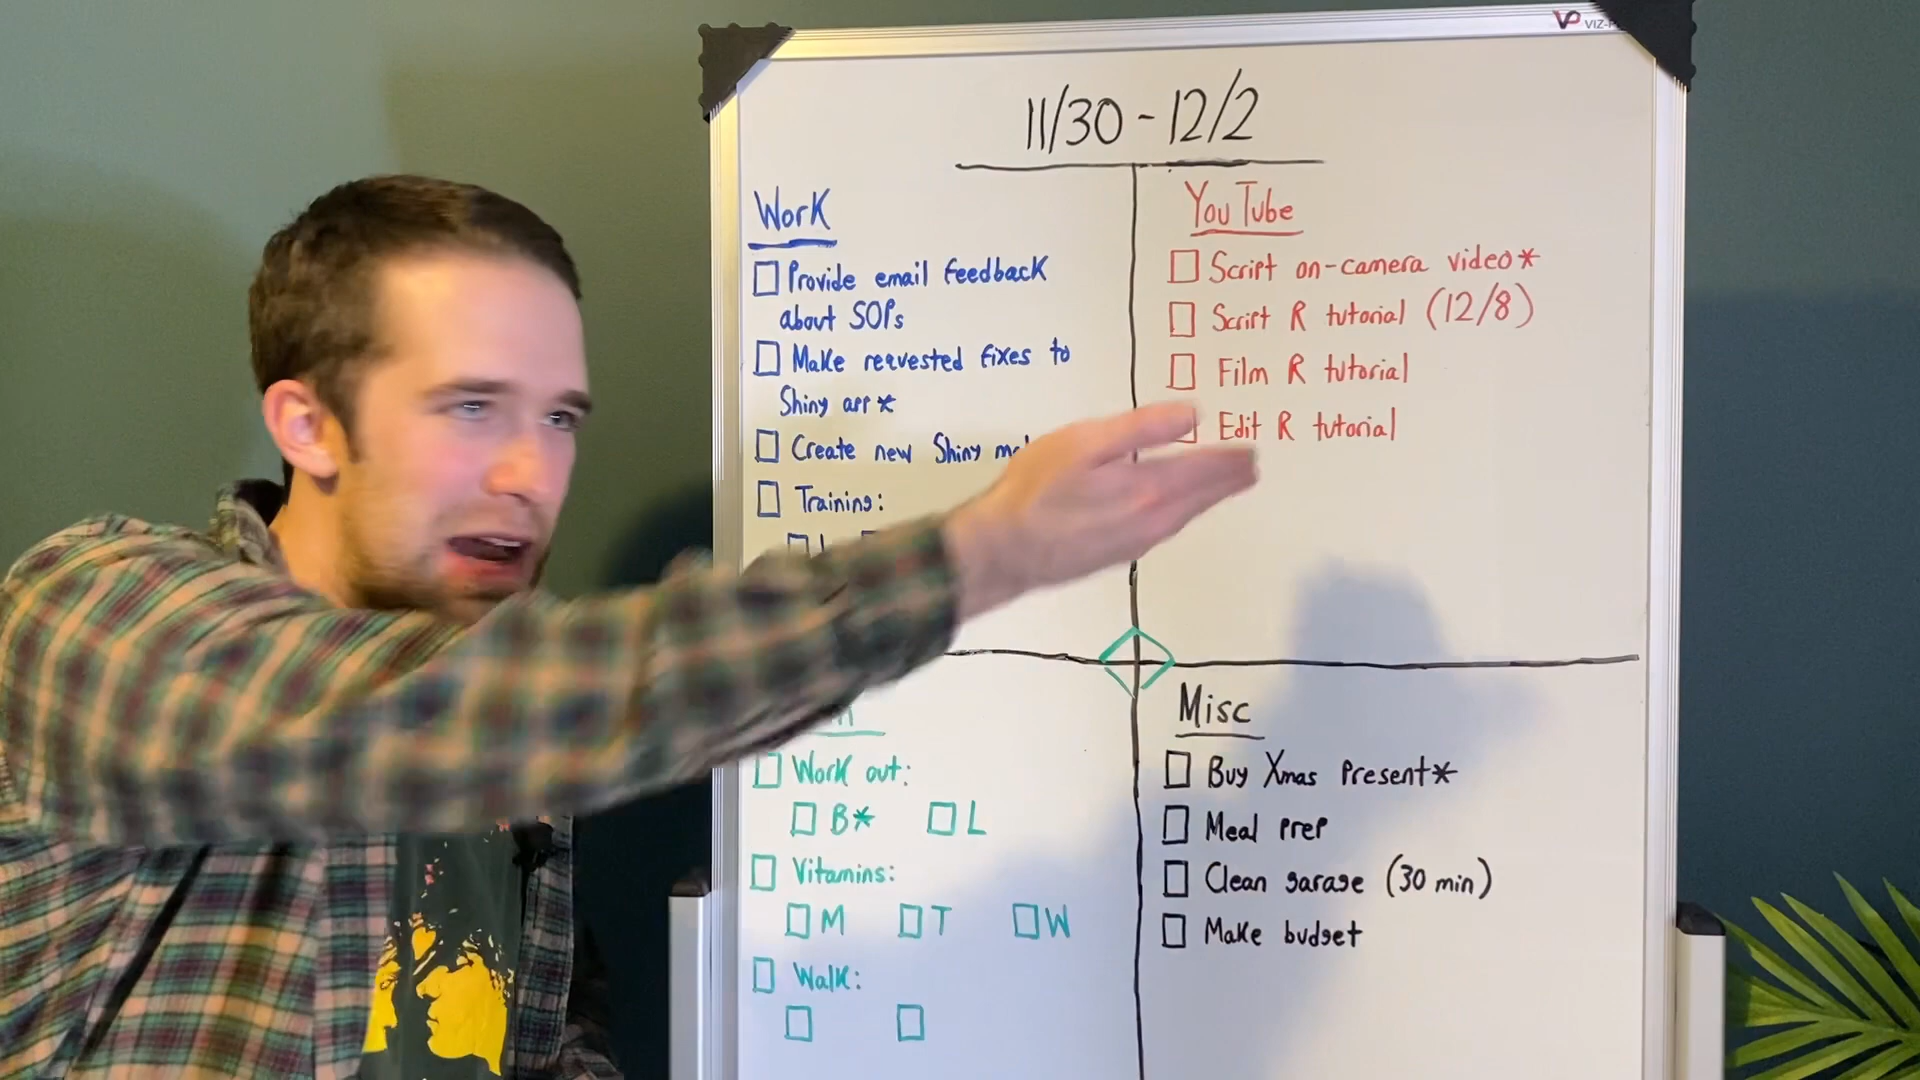 11/30 - 12/2
Work
Provide email feedback
about SOPs
Make requested fixes to
Shiny app*
Create new Shiny
Training:
YouTube
Script on-camera video*
Script R tutorial (12/8)
Film R tutorial
Edit R tutorial
Work out:
B* L
Vitamins:
M T W
Walk:
Misc
Buy Xmas Present*
Meal prep
Clean garage (30 min)
Make budget